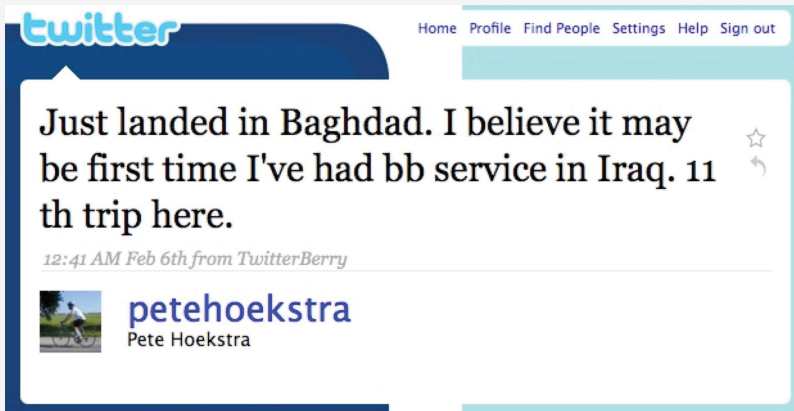 twitter
Home Profile Find People Settings Help Sign out
Just landed in Baghdad. I believe it may
be first time I've had bb service in Iraq. 11
th trip here.
12:41 AM Feb 6th from TwitterBerry
petehoekstra
Pete Hoekstra